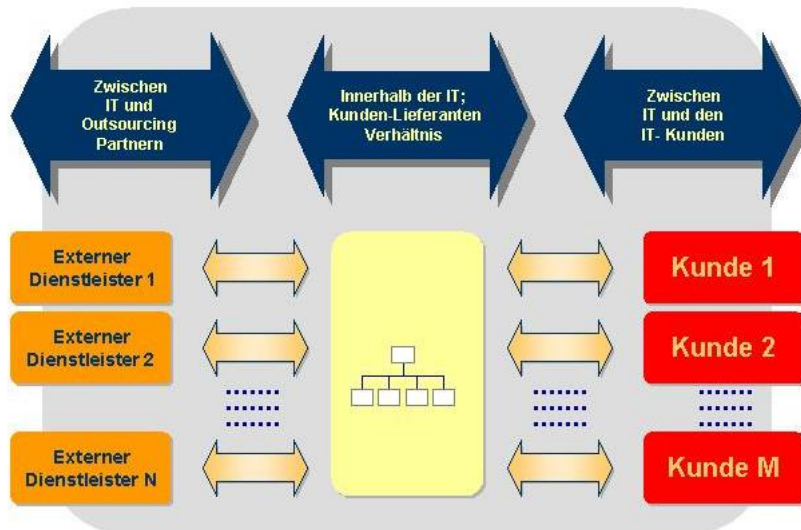 Zwischen
IT und
Outsourcing
Partnern
Innerhalb der IT;
Kunden-Lieferanten
Verhältnis
Zwischen
IT und den
IT- Kunden
Externer
Dienstleister 1
Kunde 1
Externer
Dienstleister 2
Kunde 2
Externer
Dienstleister N
Kunde M